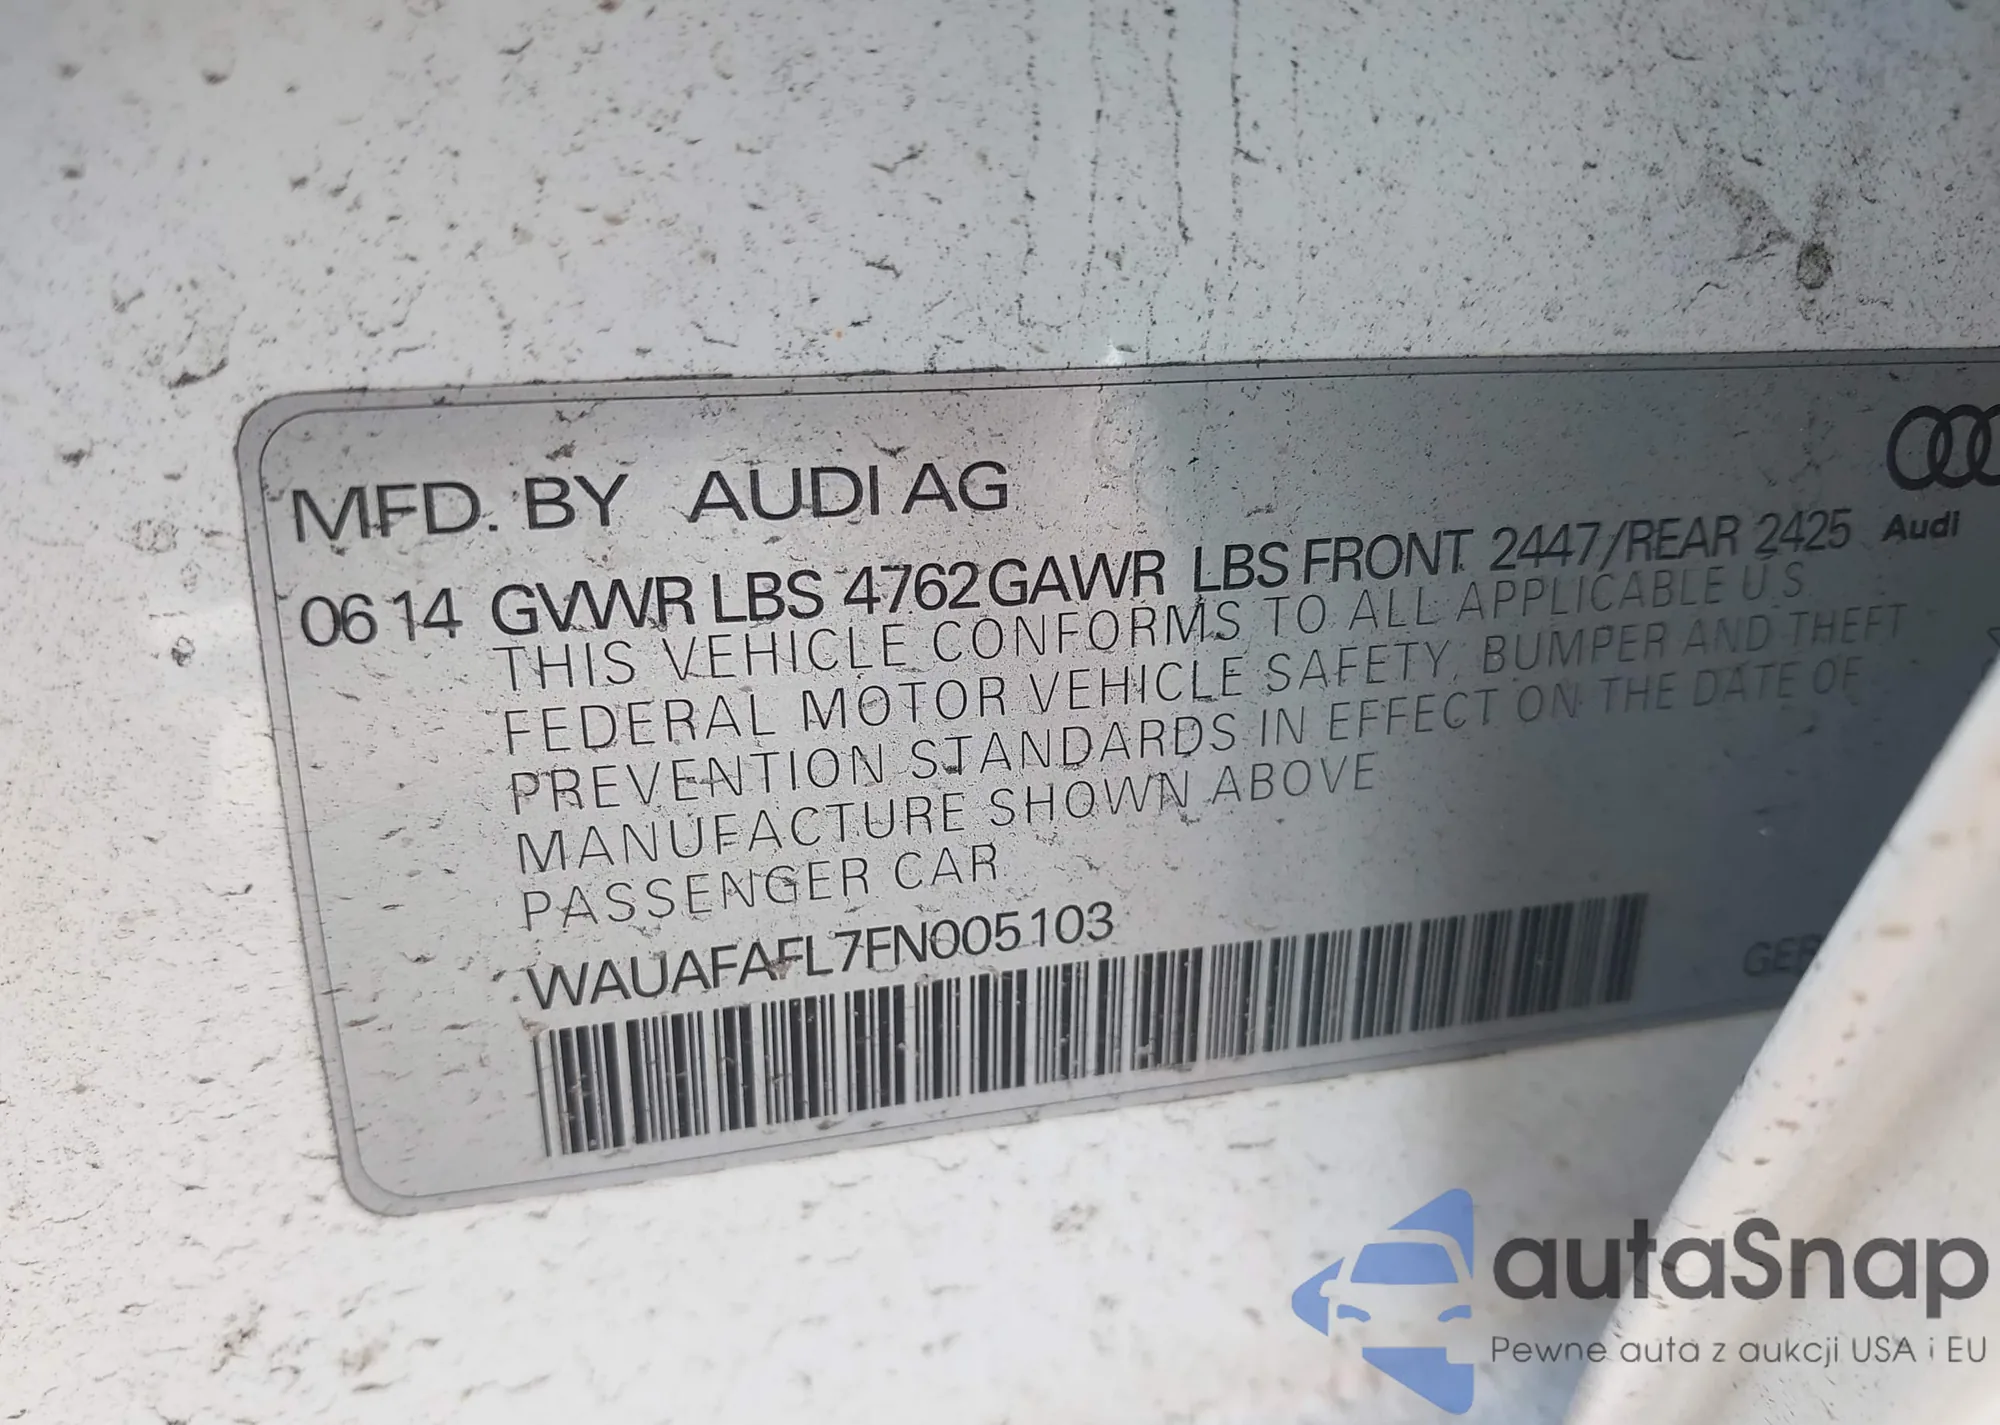 MFD. BY AUDI AG
06 14 GVWR LBS 4762 GAWR LBS FRONT 2447/REAR 2425
Audi
THIS VEHICLE CONFORMS TO ALL APPLICABLE U S
FEDERAL MOTOR VEHICLE SAFETY, BUMPER AND THEFT
PREVENTION STANDARDS IN EFFECT ON THE DATE OF
MANUFACTURE SHOWN ABOVE
PASSENGER CAR
WAUAFAFL7FN005103
autaSnap
Pewne auta z aukcji USA i EU